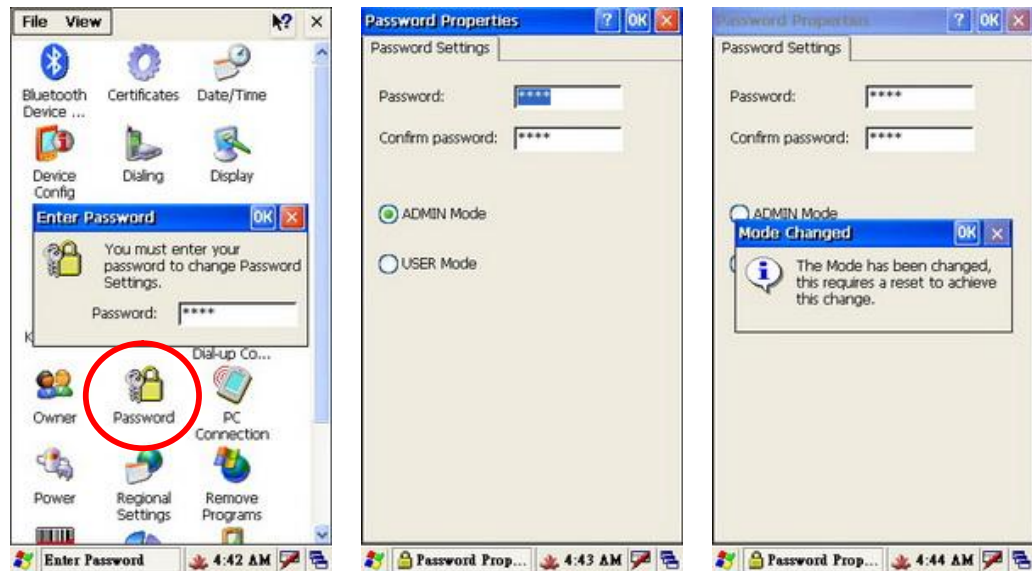 File View
?
×
Bluetooth
Device ...
Certificates
Date/Time
Device
Config
Dialing
Display
Enter Password
OK
You must enter your
password to change Password
Settings.
Password: ****
K
Dial-up Co...
Owner
Password
PC
Connection
Power
Regional
Settings
Remove
Programs
Enter Password
4:42 AM
Password Properties
? OK ×
Password Settings
Password: ****
Confirm password: ****
ADMIN Mode
USER Mode
Password Prop...
4:43 AM
Password Properties
? OK ×
Password Settings
Password: ****
Confirm password: ****
ADMIN Mode
Mode Changed
OK ×
The Mode has been changed,
this requires a reset to achieve
this change.
Password Prop...
4:44 AM